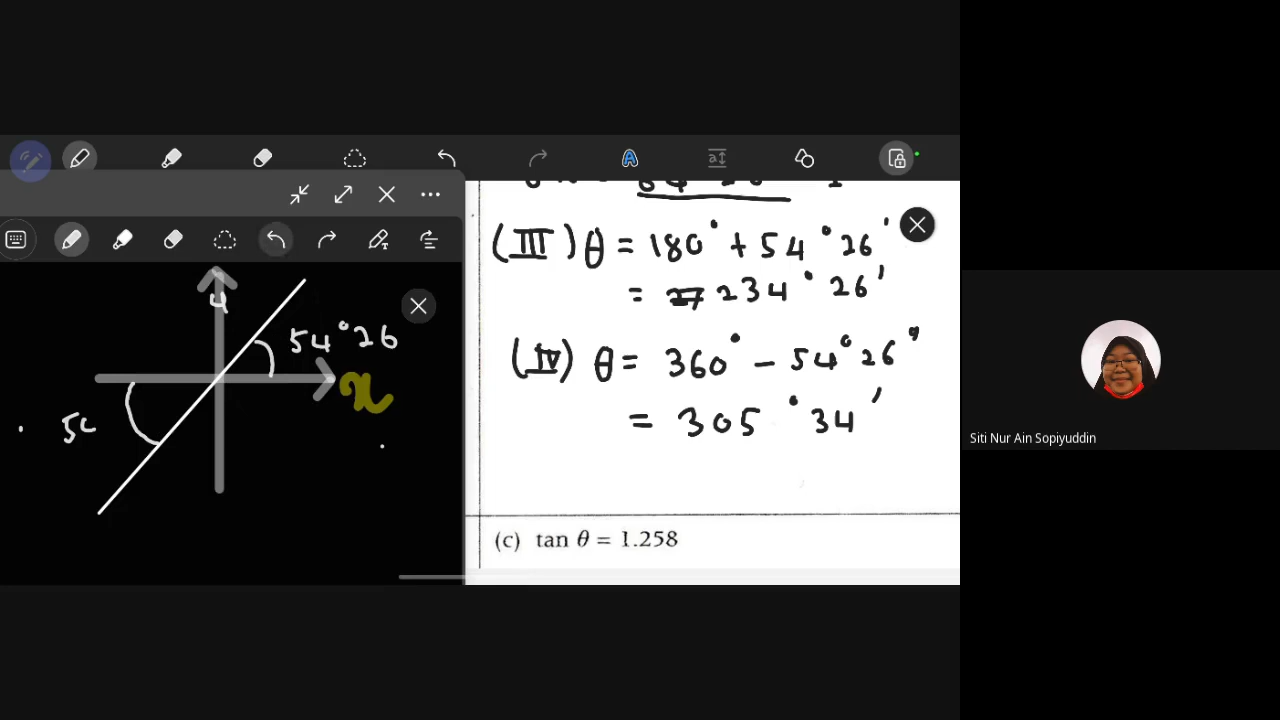 4
54°26
x
54
(III) θ = 180° + 54°26'
= 234°26'
(IV) θ = 360° - 54°26'
= 305°34'
(c) tan θ = 1.258
Siti Nur Ain Sopiyuddin